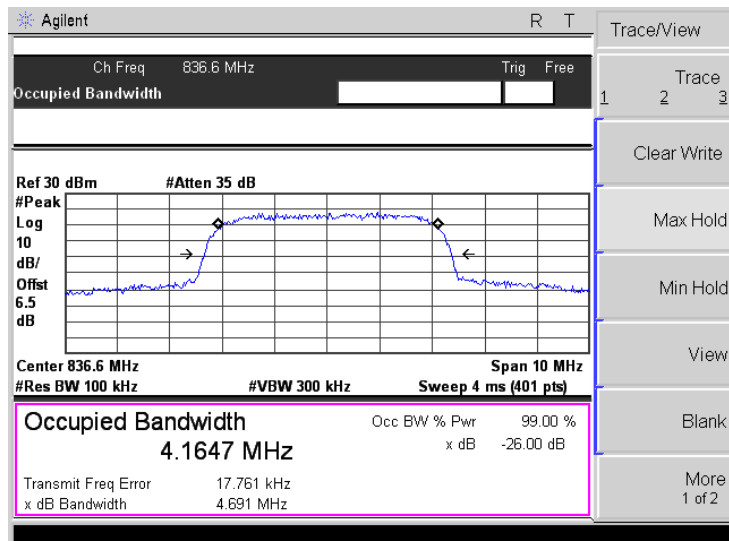 Agilent R T
Trace/View
Ch Freq 836.6 MHz Trig Free
Occupied Bandwidth
Trace
1 2 3
Clear Write
Max Hold
Min Hold
View
Blank
More
1 of 2
Ref 30 dBm #Atten 35 dB
#Peak
Log
10
dB/
Offst
6.5
dB
Center 836.6 MHz Span 10 MHz
#Res BW 100 kHz #VBW 300 kHz Sweep 4 ms (401 pts)
Occupied Bandwidth Occ BW % Pwr 99.00 %
4.1647 MHz x dB -26.00 dB
Transmit Freq Error 17.761 kHz
x dB Bandwidth 4.691 MHz